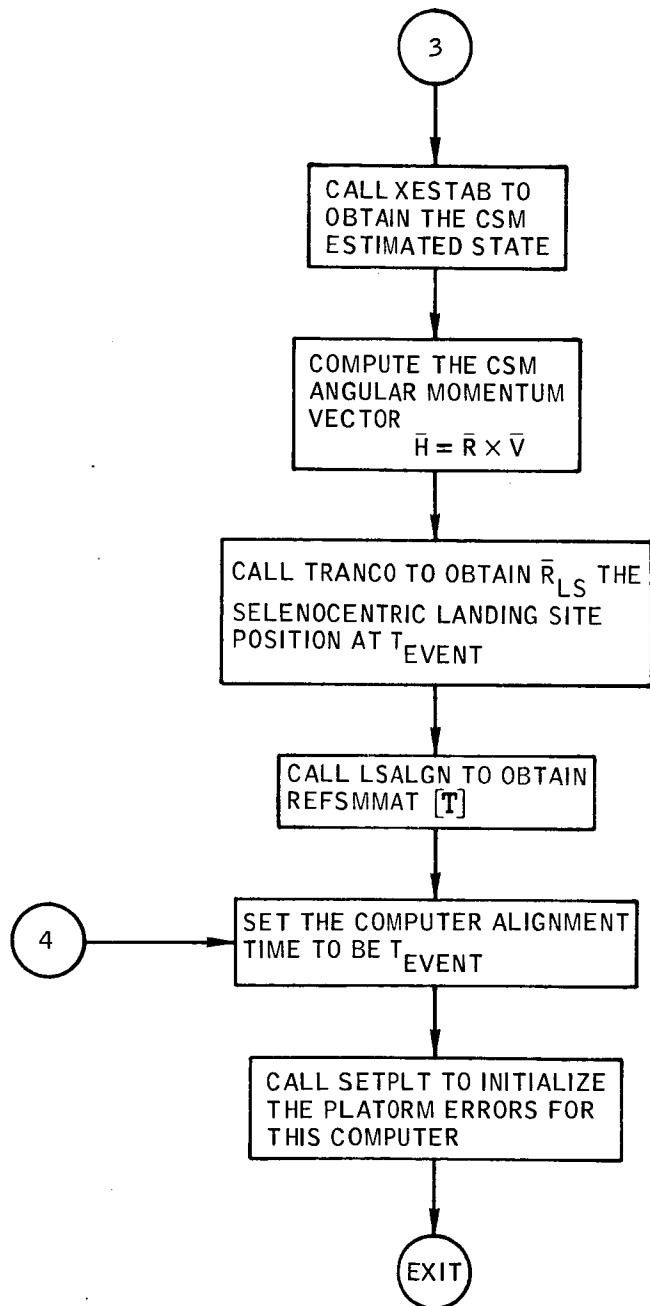 3
CALL XESTAB TO
OBTAIN THE CSM
ESTIMATED STATE
COMPUTE THE CSM
ANGULAR MOMENTUM
VECTOR
H̄ = R̄ × V̄
CALL TRANCO TO OBTAIN R̄LS THE
SELENOCENTRIC LANDING SITE
POSITION AT TEVENT
CALL LSALGN TO OBTAIN
REFSMMAT [T]
4
SET THE COMPUTER ALIGNMENT
TIME TO BE TEVENT
CALL SETPLT TO INITIALIZE
THE PLATORM ERRORS FOR
THIS COMPUTER
EXIT